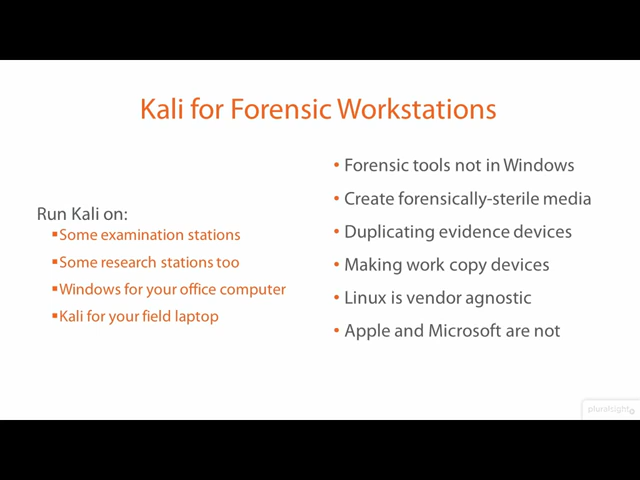 Kali for Forensic Workstations
Run Kali on:
▪Some examination stations
▪Some research stations too
▪Windows for your office computer
▪Kali for your field laptop
• Forensic tools not in Windows
• Create forensically-sterile media
• Duplicating evidence devices
• Making work copy devices
• Linux is vendor agnostic
• Apple and Microsoft are not
pluralsight